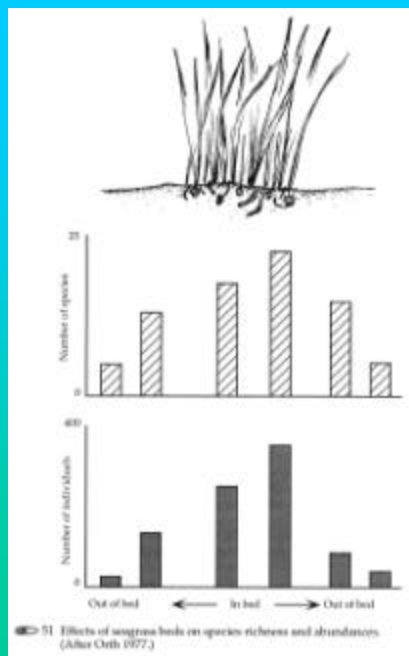 25
Number of species
0
400
Number of individuals
0
Out of bed ← In bed → Out of bed
51 Effects of seagrass beds on species richness and abundances.
(After Orth 1977.)